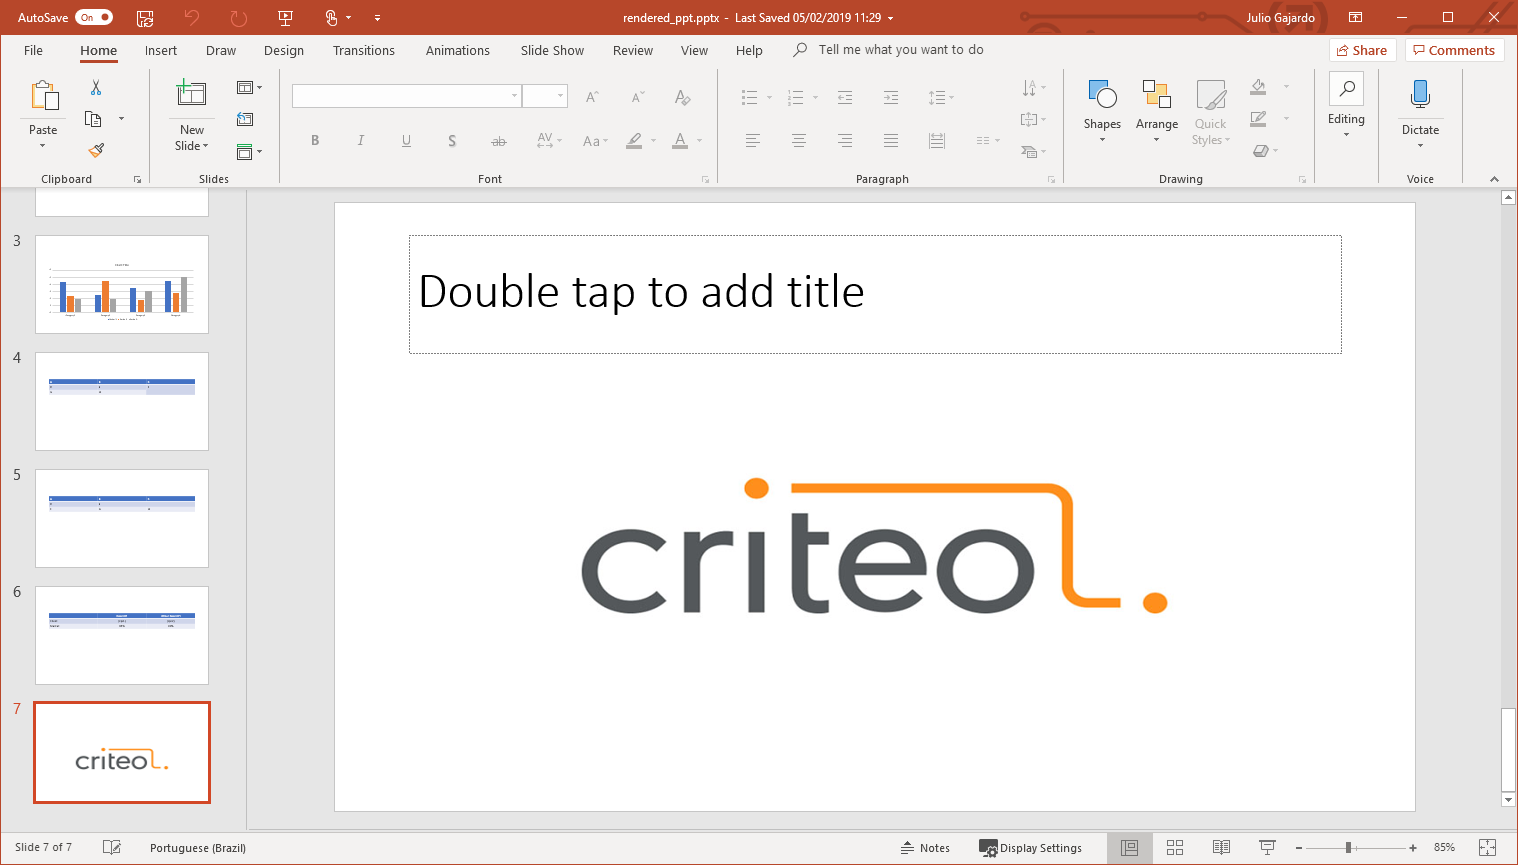 AutoSave On rendered_ppt.pptx - Last Saved 05/02/2019 11:29 Julio Gajardo
File Home Insert Draw Design Transitions Animations Slide Show Review View Help Tell me what you want to do Share Comments
Paste
New Slide
B I U S ab AV Aa A
Shapes Arrange Quick Styles
Editing
Dictate
Clipboard Slides Font Paragraph Drawing Voice
3
4
5
6
7
criteo
Double tap to add title
criteo
Slide 7 of 7 Portuguese (Brazil) Notes Display Settings 85%